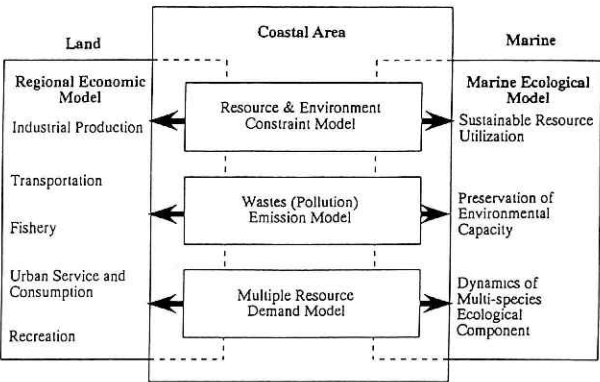 Coastal Area
Land
Marine
Regional Economic
Model
Industrial Production
Transportation
Fishery
Urban Service and
Consumption
Recreation
Resource & Environment
Constraint Model
Wastes (Pollution)
Emission Model
Multiple Resource
Demand Model
Marine Ecological
Model
Sustainable Resource
Utilization
Preservation of
Environmental
Capacity
Dynamics of
Multi-species
Ecological
Component